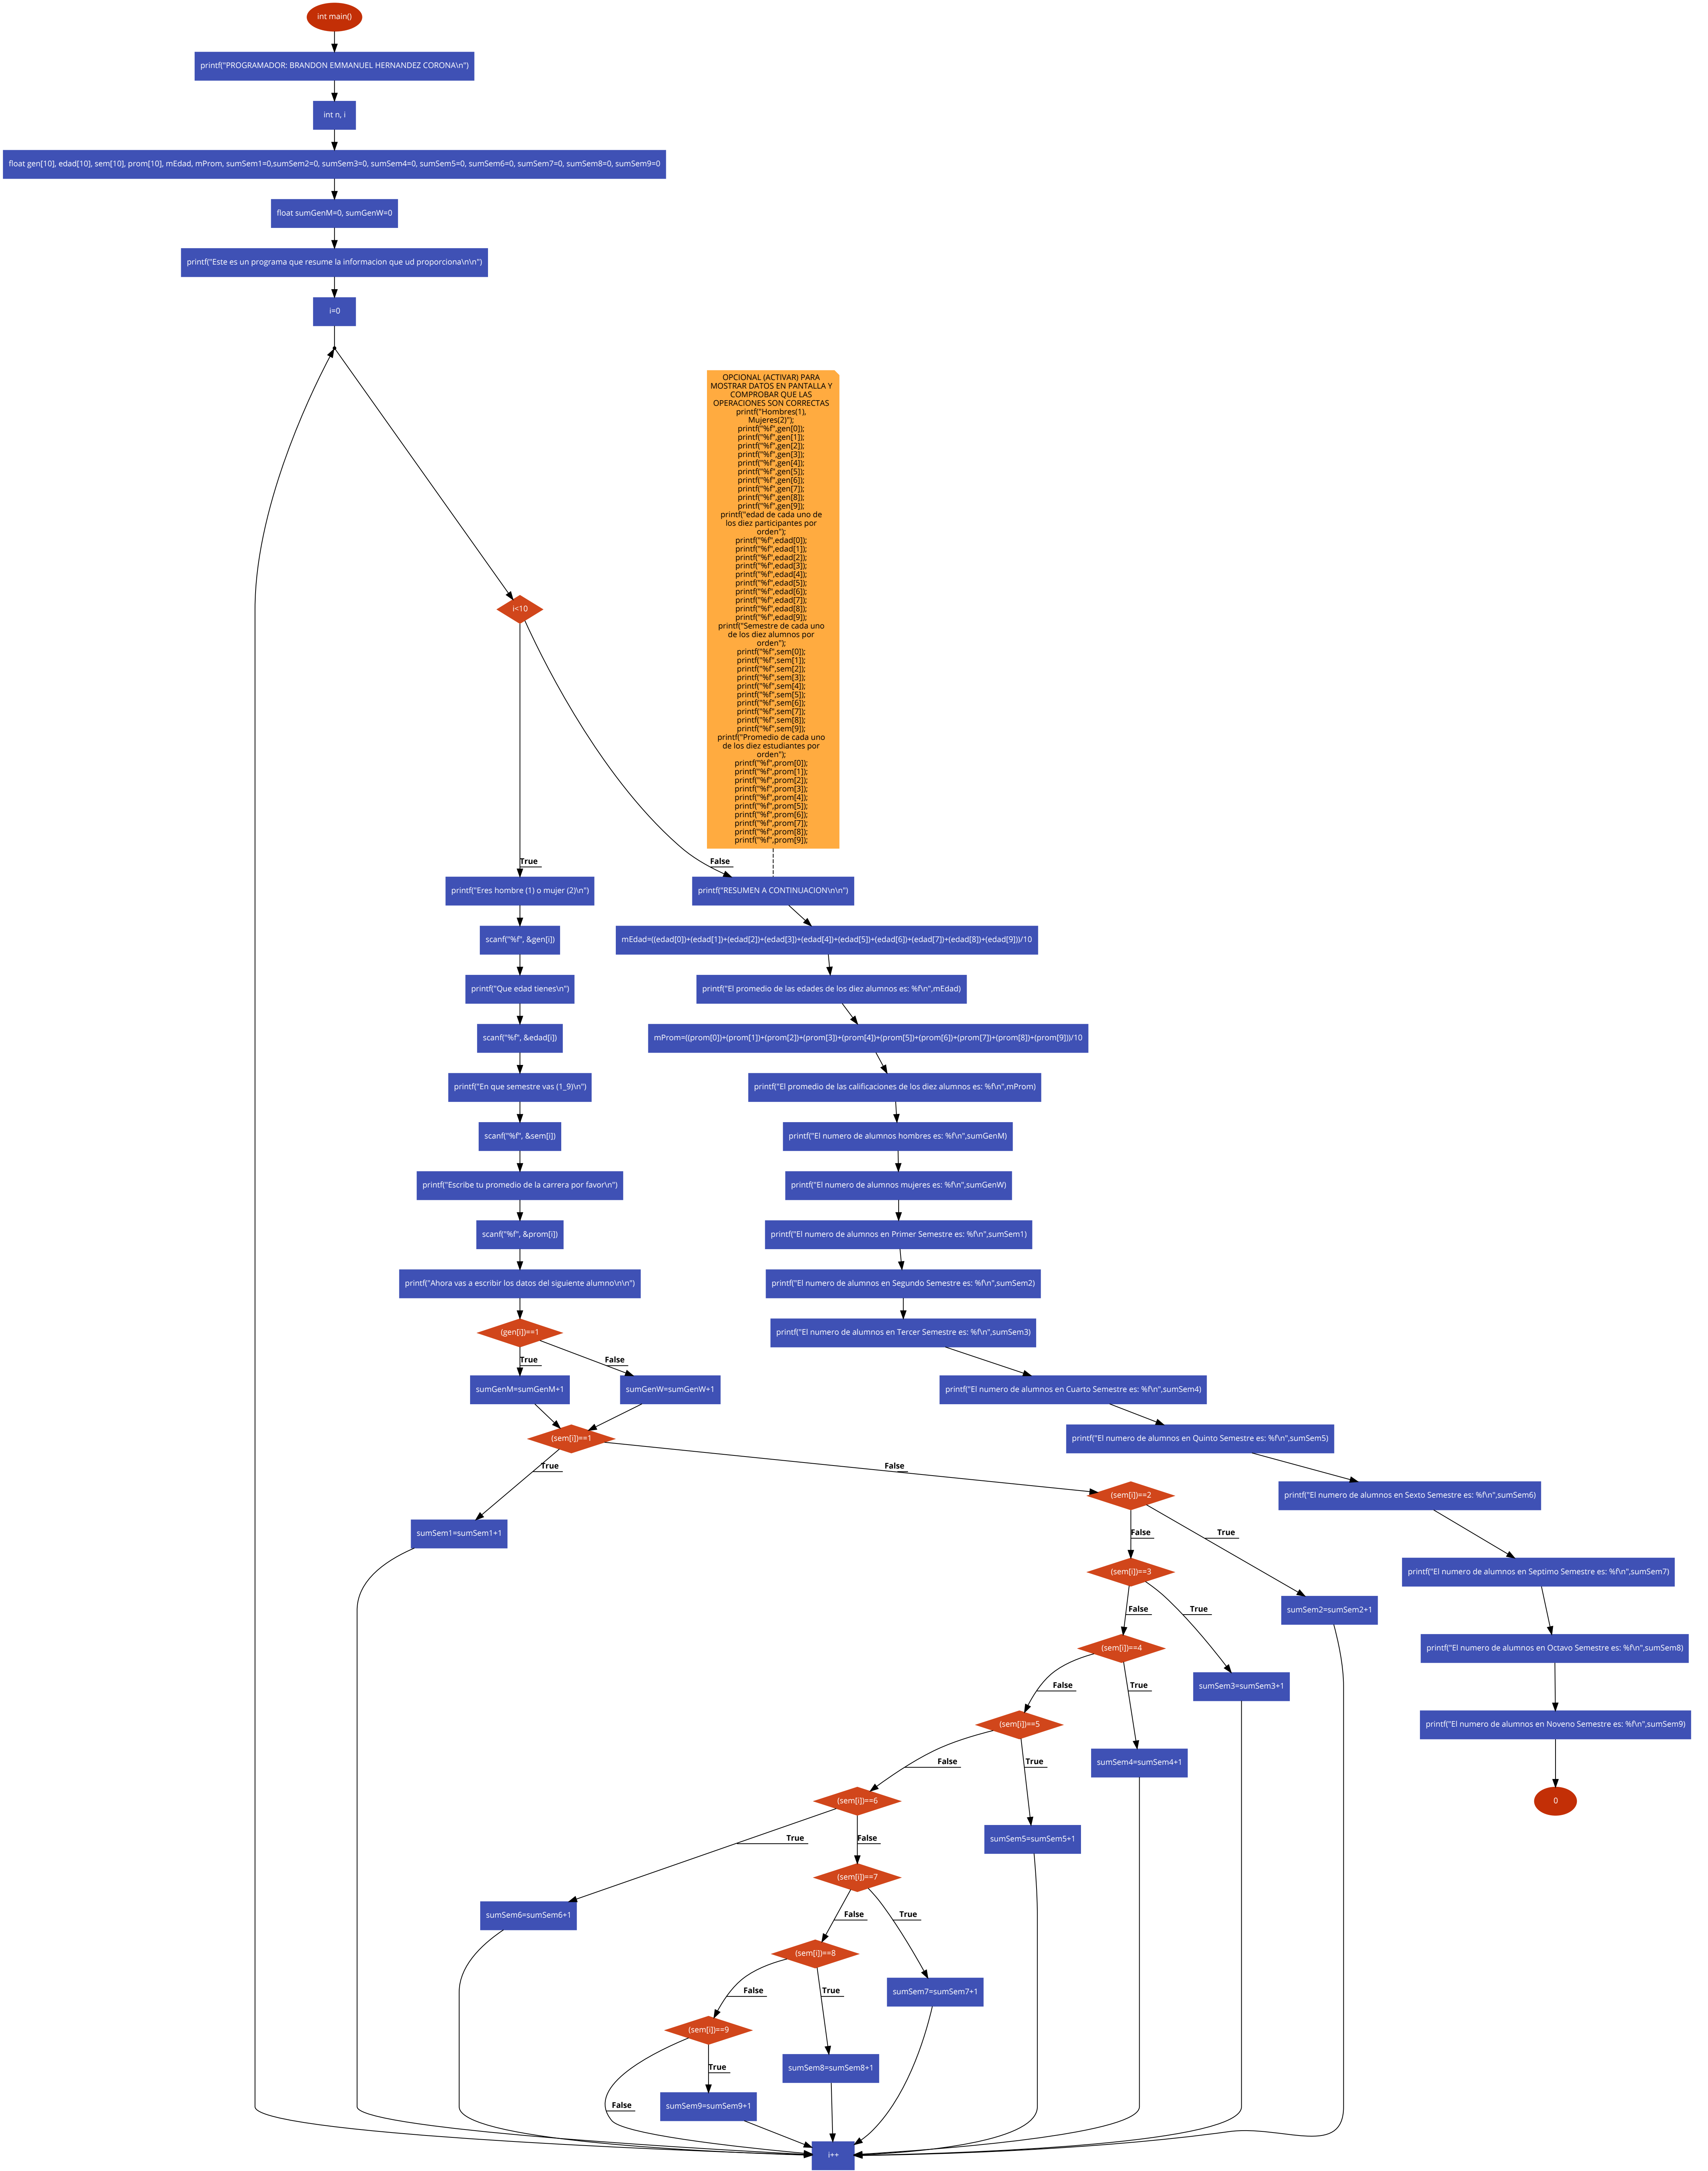 int main()
printf("PROGRAMADOR: BRANDON EMMANUEL HERNANDEZ CORONA\n")
int n, i
float gen[10], edad[10], sem[10], prom[10], mEdad, mProm, sumSem1=0,sumSem2=0, sumSem3=0, sumSem4=0, sumSem5=0, sumSem6=0, sumSem7=0, sumSem8=0, sumSem9=0
float sumGenM=0, sumGenW=0
printf("Este es un programa que resume la informacion que ud proporciona\n\n")
i=0
OPCIONAL (ACTIVAR) PARA
MOSTRAR DATOS EN PANTALLA Y
COMPROBAR QUE LAS
OPERACIONES SON CORRECTAS
printf("Hombres(1),
Mujeres(2)");
printf("%f",gen[0]);
printf("%f",gen[1]);
printf("%f",gen[2]);
printf("%f",gen[3]);
printf("%f",gen[4]);
printf("%f",gen[5]);
printf("%f",gen[6]);
printf("%f",gen[7]);
printf("%f",gen[8]);
printf("%f",gen[9]);
printf("edad de cada uno de
los diez participantes por
orden");
printf("%f",edad[0]);
printf("%f",edad[1]);
printf("%f",edad[2]);
printf("%f",edad[3]);
printf("%f",edad[4]);
printf("%f",edad[5]);
printf("%f",edad[6]);
printf("%f",edad[7]);
printf("%f",edad[8]);
printf("%f",edad[9]);
printf("Semestre de cada uno
de los diez alumnos por
orden");
printf("%f",sem[0]);
printf("%f",sem[1]);
printf("%f",sem[2]);
printf("%f",sem[3]);
printf("%f",sem[4]);
printf("%f",sem[5]);
printf("%f",sem[6]);
printf("%f",sem[7]);
printf("%f",sem[8]);
printf("%f",sem[9]);
printf("Promedio de cada uno
de los diez estudiantes por
orden");
printf("%f",prom[0]);
printf("%f",prom[1]);
printf("%f",prom[2]);
printf("%f",prom[3]);
printf("%f",prom[4]);
printf("%f",prom[5]);
printf("%f",prom[6]);
printf("%f",prom[7]);
printf("%f",prom[8]);
printf("%f",prom[9]);
i<10
True
False
printf("Eres hombre (1) o mujer (2)\n")
scanf("%f", &gen[i])
printf("Que edad tienes\n")
scanf("%f", &edad[i])
printf("En que semestre vas (1_9)\n")
scanf("%f", &sem[i])
printf("Escribe tu promedio de la carrera por favor\n")
scanf("%f", &prom[i])
printf("Ahora vas a escribir los datos del siguiente alumno\n\n")
(gen[i])==1
True
False
sumGenM=sumGenM+1
sumGenW=sumGenW+1
(sem[i])==1
True
False
sumSem1=sumSem1+1
(sem[i])==2
False
True
sumSem2=sumSem2+1
(sem[i])==3
False
True
sumSem3=sumSem3+1
(sem[i])==4
False
True
sumSem4=sumSem4+1
(sem[i])==5
False
True
sumSem5=sumSem5+1
(sem[i])==6
True
False
sumSem6=sumSem6+1
(sem[i])==7
False
True
sumSem7=sumSem7+1
(sem[i])==8
False
True
sumSem8=sumSem8+1
(sem[i])==9
True
False
sumSem9=sumSem9+1
i++
printf("RESUMEN A CONTINUACION\n\n")
mEdad=((edad[0])+(edad[1])+(edad[2])+(edad[3])+(edad[4])+(edad[5])+(edad[6])+(edad[7])+(edad[8])+(edad[9]))/10
printf("El promedio de las edades de los diez alumnos es: %f\n",mEdad)
mProm=((prom[0])+(prom[1])+(prom[2])+(prom[3])+(prom[4])+(prom[5])+(prom[6])+(prom[7])+(prom[8])+(prom[9]))/10
printf("El promedio de las calificaciones de los diez alumnos es: %f\n",mProm)
printf("El numero de alumnos hombres es: %f\n",sumGenM)
printf("El numero de alumnos mujeres es: %f\n",sumGenW)
printf("El numero de alumnos en Primer Semestre es: %f\n",sumSem1)
printf("El numero de alumnos en Segundo Semestre es: %f\n",sumSem2)
printf("El numero de alumnos en Tercer Semestre es: %f\n",sumSem3)
printf("El numero de alumnos en Cuarto Semestre es: %f\n",sumSem4)
printf("El numero de alumnos en Quinto Semestre es: %f\n",sumSem5)
printf("El numero de alumnos en Sexto Semestre es: %f\n",sumSem6)
printf("El numero de alumnos en Septimo Semestre es: %f\n",sumSem7)
printf("El numero de alumnos en Octavo Semestre es: %f\n",sumSem8)
printf("El numero de alumnos en Noveno Semestre es: %f\n",sumSem9)
0